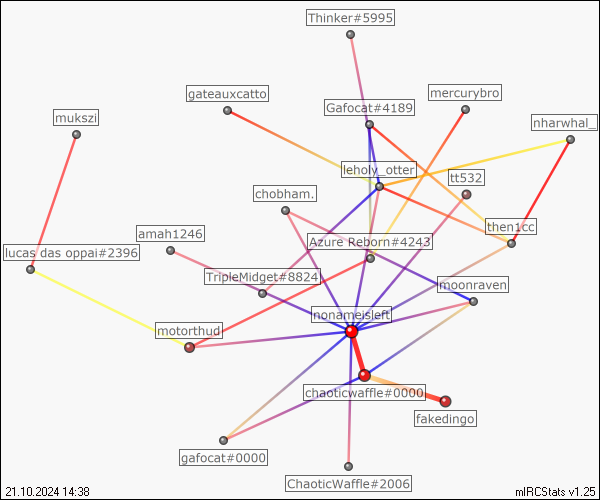 Thinker#5995
gateauxcatto
mercurybro
Gafocat#4189
mukszi
nharwhal_
leholy_otter
tt532
chobham.
then1cc
amah1246
Azure Reborn#4243
lucas das oppai#2396
TripleMidget#8824
moonraven
nonameisleft
motorthud
chaoticwaffle#0000
fakedingo
gafocat#0000
ChaoticWaffle#2006
21.10.2024 14:38
mIRCStats v1.25